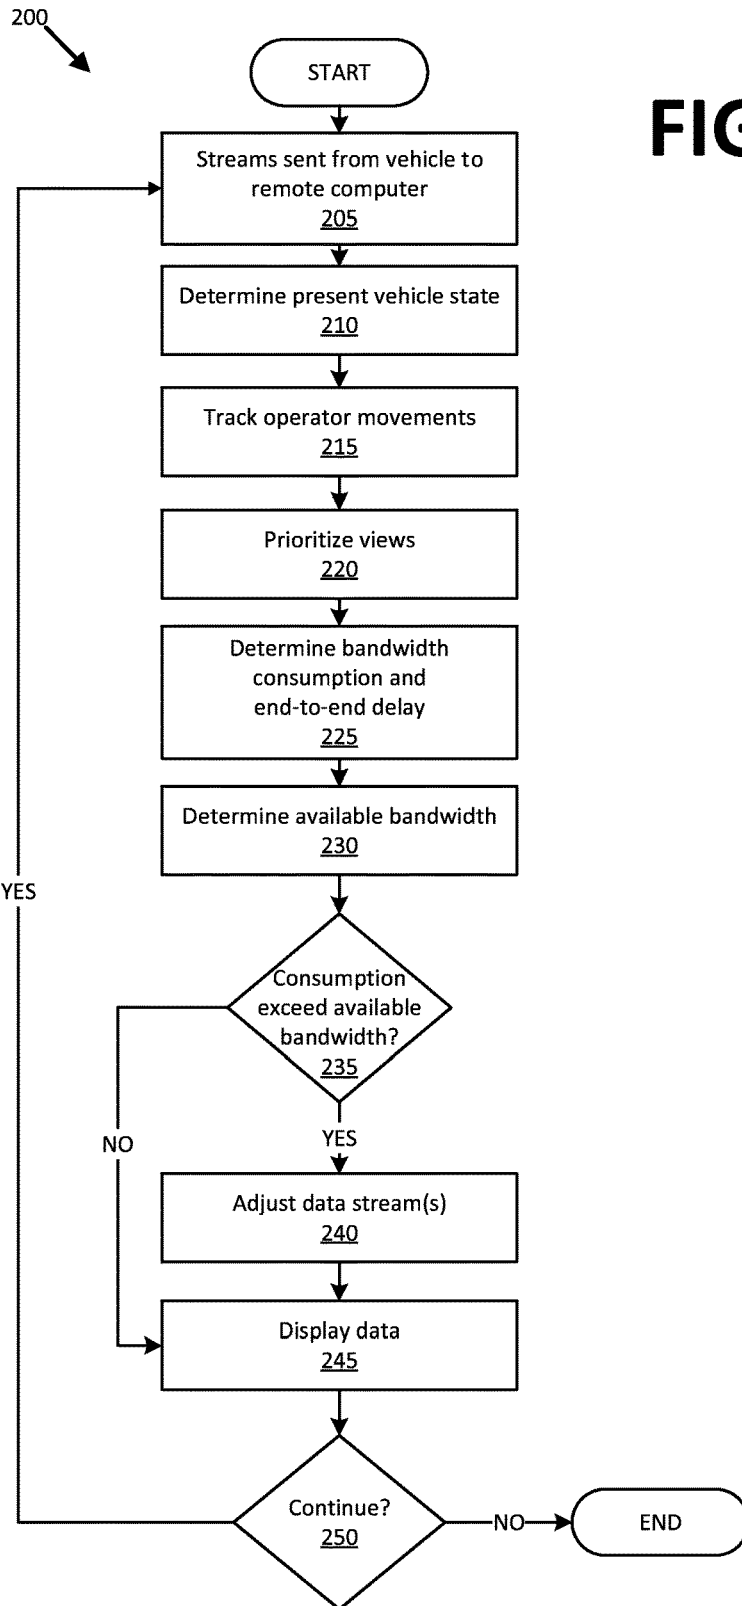 200
START
FIG
Streams sent from vehicle to
remote computer
205
Determine present vehicle state
210
Track operator movements
215
Prioritize views
220
Determine bandwidth
consumption and
end-to-end delay
225
Determine available bandwidth
230
YES
Consumption
exceed available
bandwidth?
235
NO
YES
Adjust data stream(s)
240
Display data
245
Continue?
250
NO
END